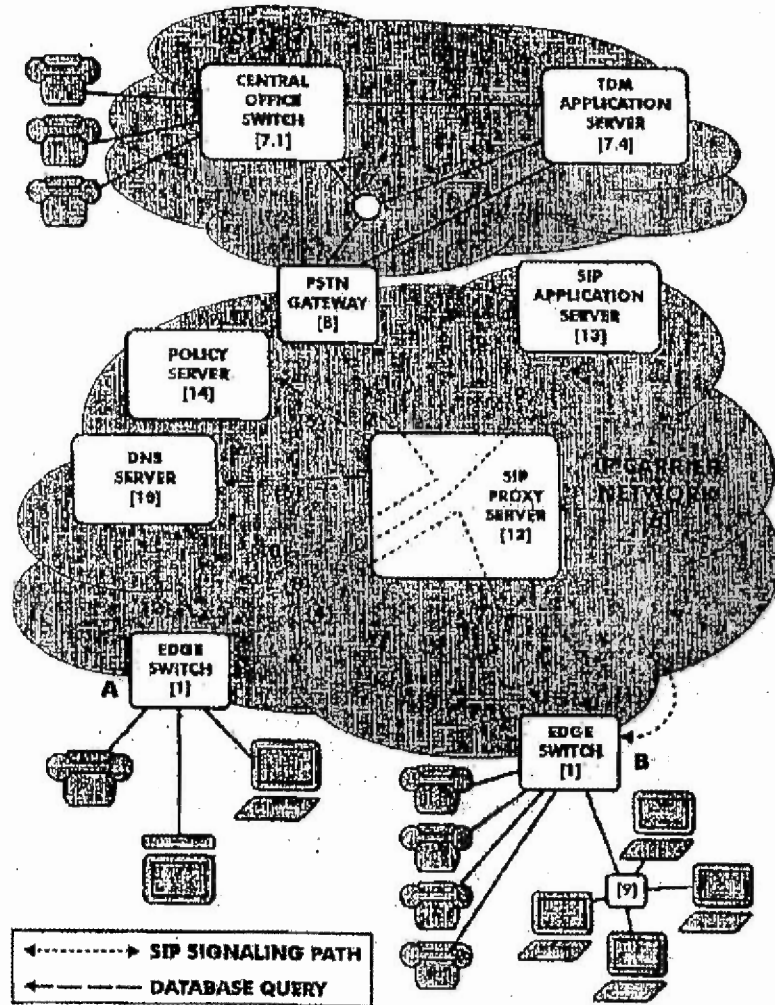 CENTRAL
OFFICE
SWITCH
[7.1]
TDM
APPLICATION
SERVER
[7.4]
PSTN
GATEWAY
[8]
SIP
APPLICATION
SERVER
[13]
POLICY
SERVER
[14]
DNS
SERVER
[10]
SIP
PROXY
SERVER
[12]
IP CARRIER
NETWORK
A
EDGE
SWITCH
[1]
EDGE
SWITCH
[1]
B
[9]
SIP SIGNALING PATH
DATABASE QUERY